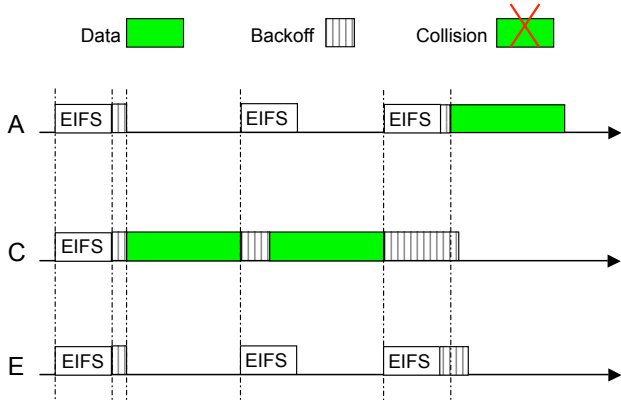 Data Backoff Collision
A EIFS EIFS EIFS
C EIFS
E EIFS EIFS EIFS